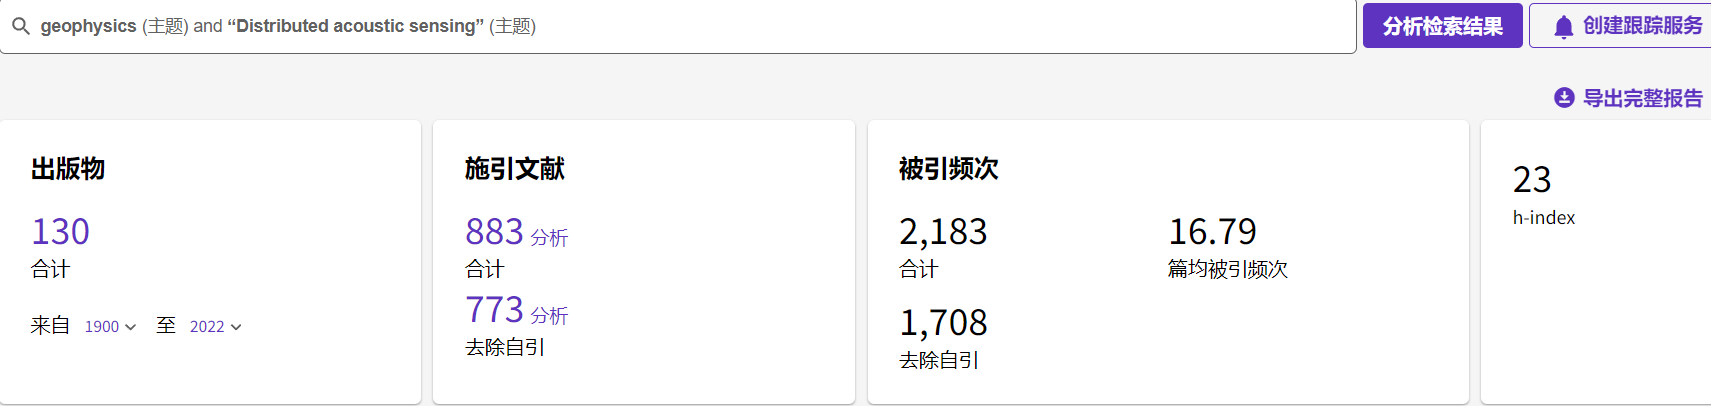 geophysics (主题) and “Distributed acoustic sensing” (主题)
分析检索结果
创建跟踪服务
导出完整报告
出版物
130
合计
来自 1900 至 2022
施引文献
883 分析
合计
773 分析
去除自引
被引频次
2,183
合计
16.79
篇均被引频次
1,708
去除自引
23
h-index